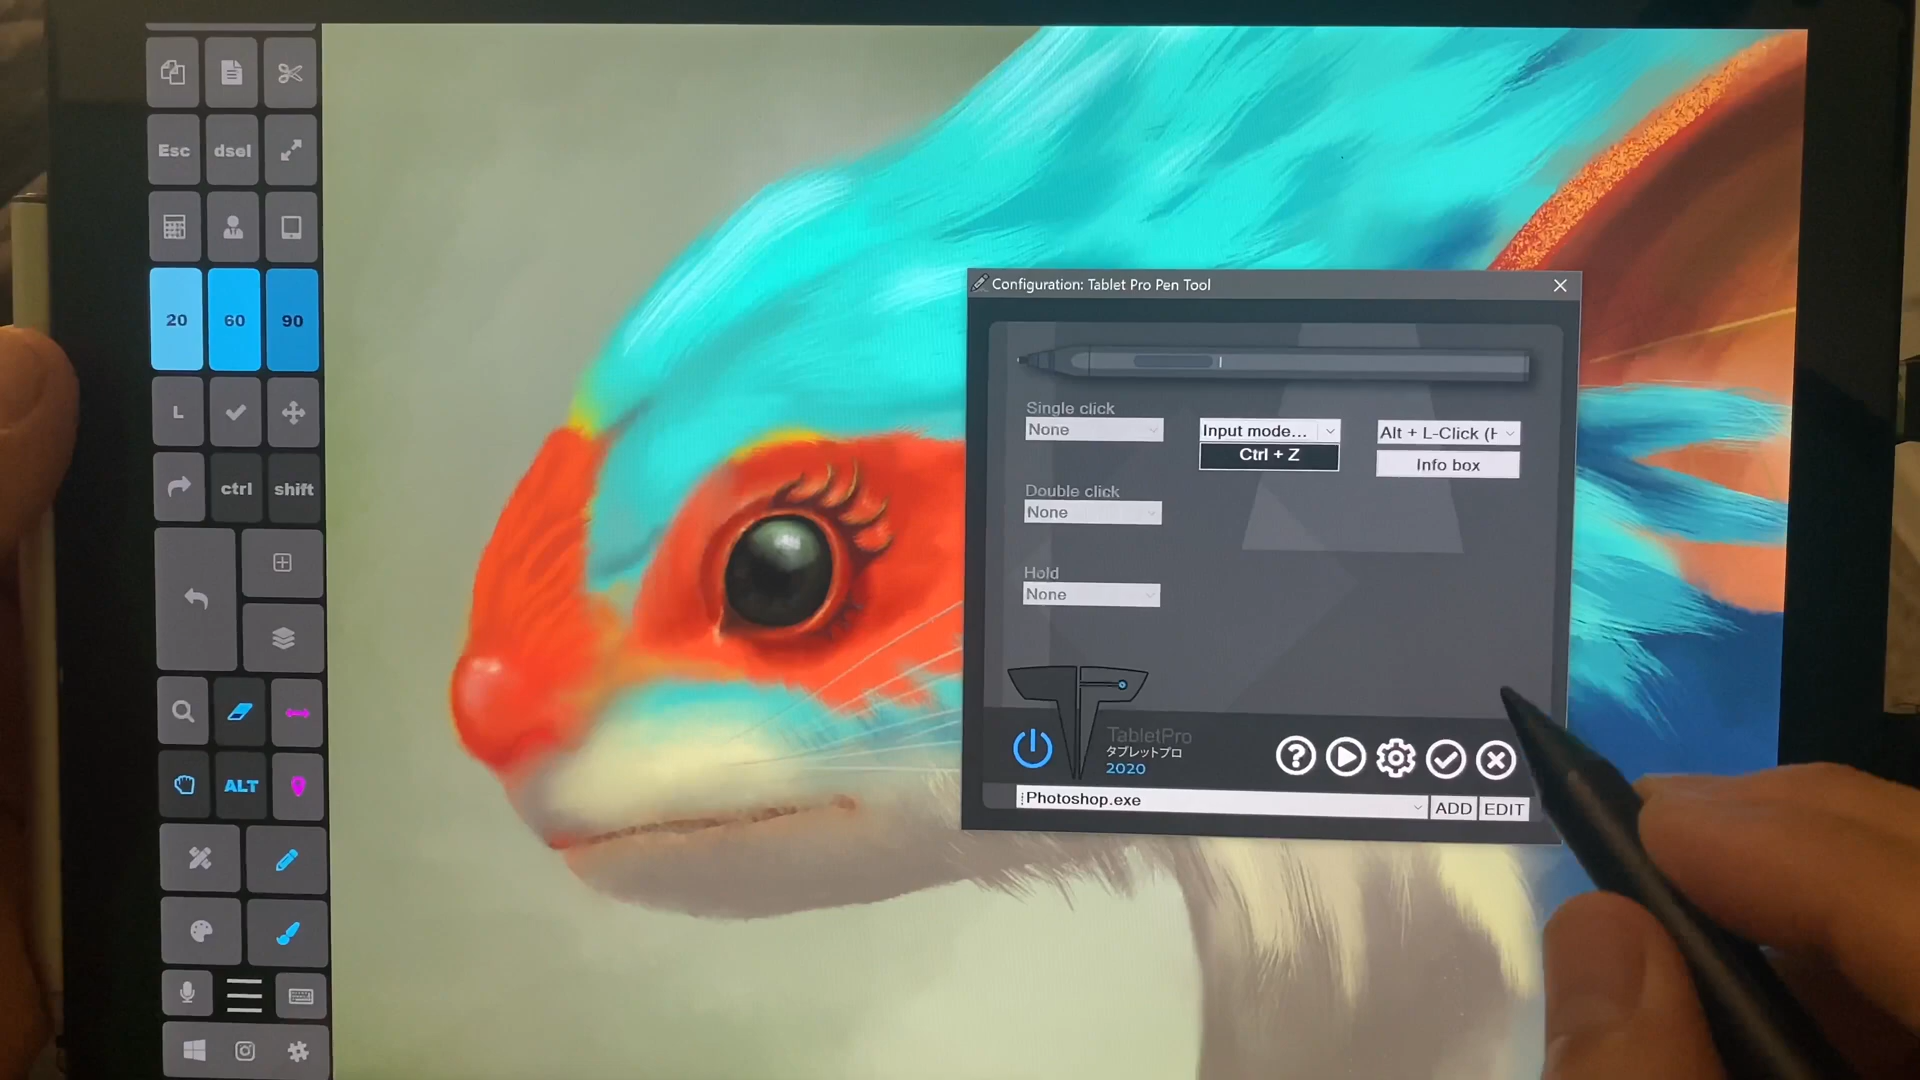 Esc dsel
20 60 90
L
ctrl shift
ALT
Configuration: Tablet Pro Pen Tool
Single click
None
Input mode...
Ctrl + Z
Alt + L-Click (H
Info box
Double click
None
Hold
None
TabletPro
タブレットプロ
2020
Photoshop.exe
ADD EDIT